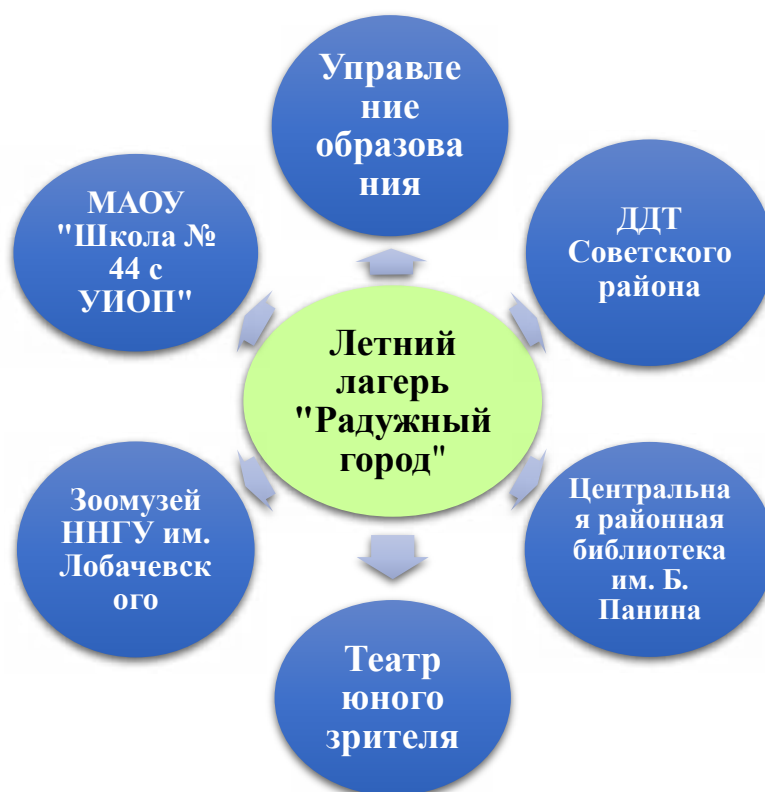 Управле
ние
образова
ния
МАОУ
"Школа №
44 с
УИОП"
ДДТ
Советского
района
Летний
лагерь
"Радужный
город"
Зоомузей
ННГУ им.
Лобачевск
ого
Центральна
я районная
библиотека
им. Б.
Панина
Театр
юного
зрителя